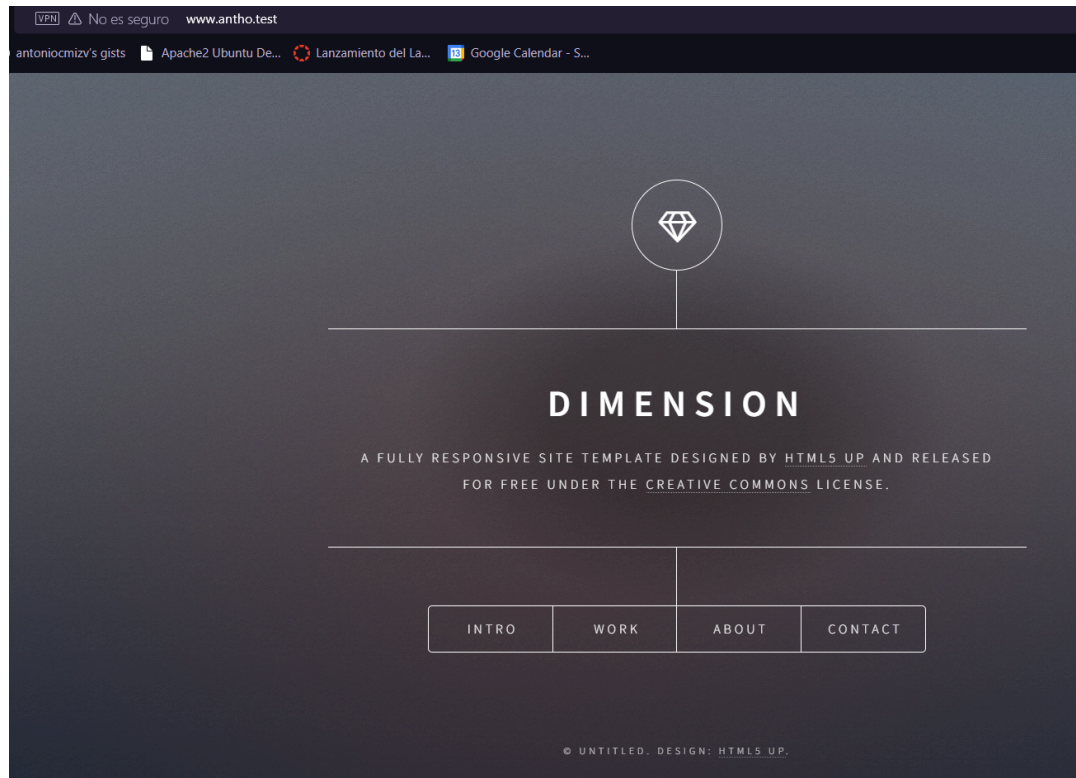 VPN No es seguro www.antho.test
antoniocmizv's gists Apache2 Ubuntu De... Lanzamiento del La... 13 Google Calendar - S...
DIMENSION
A FULLY RESPONSIVE SITE TEMPLATE DESIGNED BY HTML5 UP AND RELEASED
FOR FREE UNDER THE CREATIVE COMMONS LICENSE.
INTRO WORK ABOUT CONTACT
© UNTITLED. DESIGN: HTML5 UP.